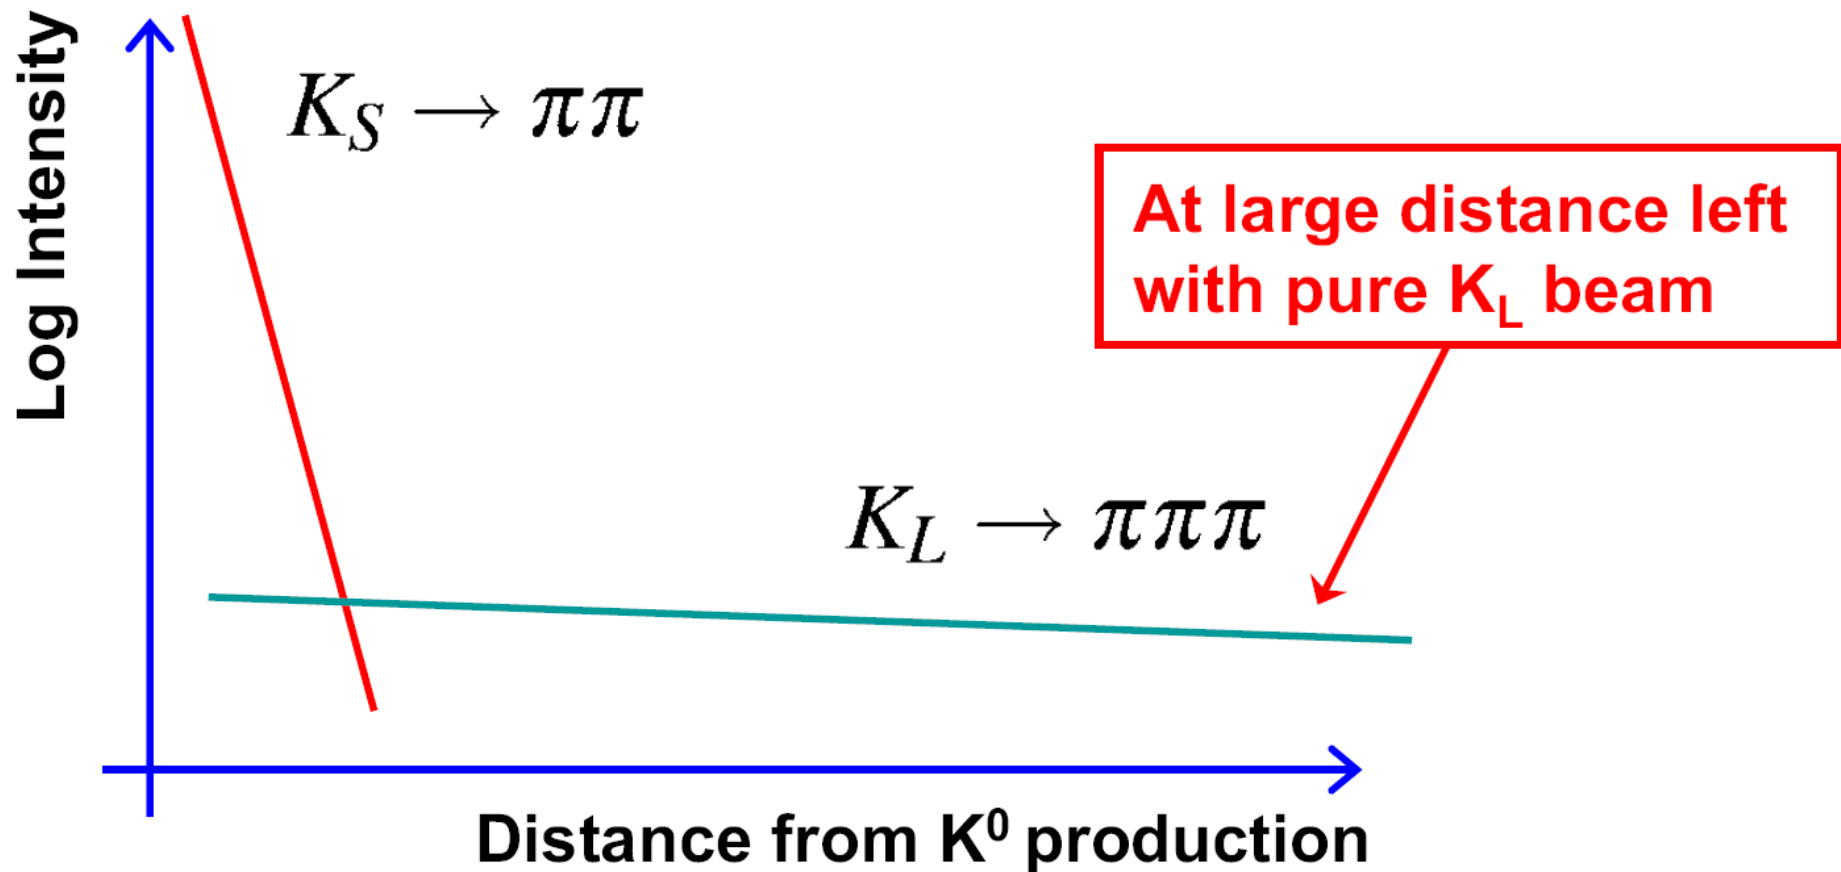 Log Intensity
K_S → ππ
At large distance left
with pure K_L beam
K_L → πππ
Distance from K⁰ production